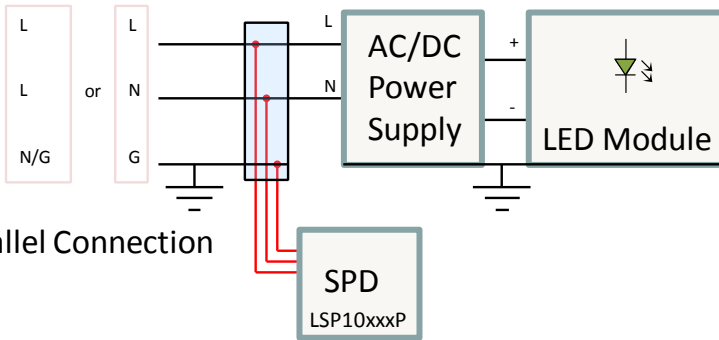 L
L
N/G
or
L
N
G
L
N
AC/DC
Power
Supply
+
-
LED Module
allel Connection
SPD
LSP10xxxP